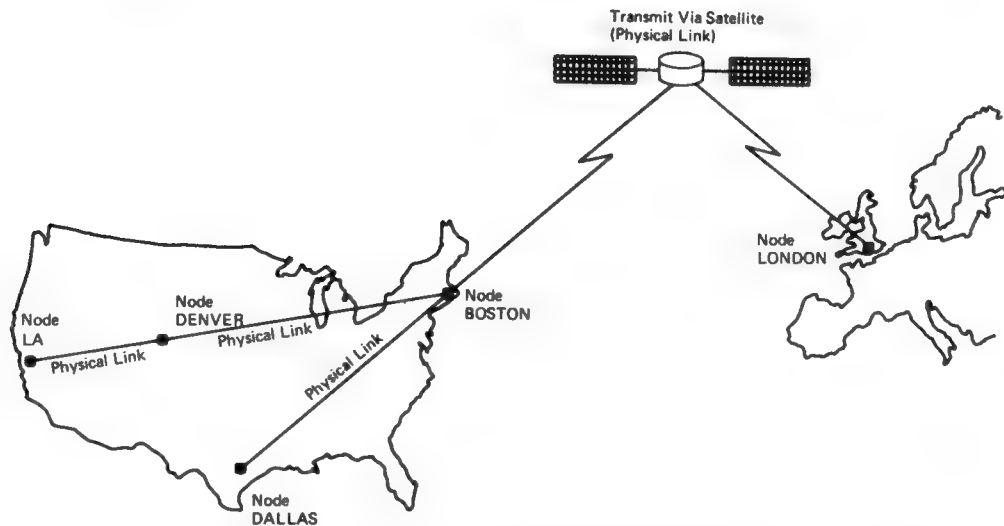 Transmit Via Satellite
(Physical Link)
Node
LONDON
Node
BOSTON
Node
DENVER
Node
LA
Physical Link
Physical Link
Physical Link
Node
DALLAS